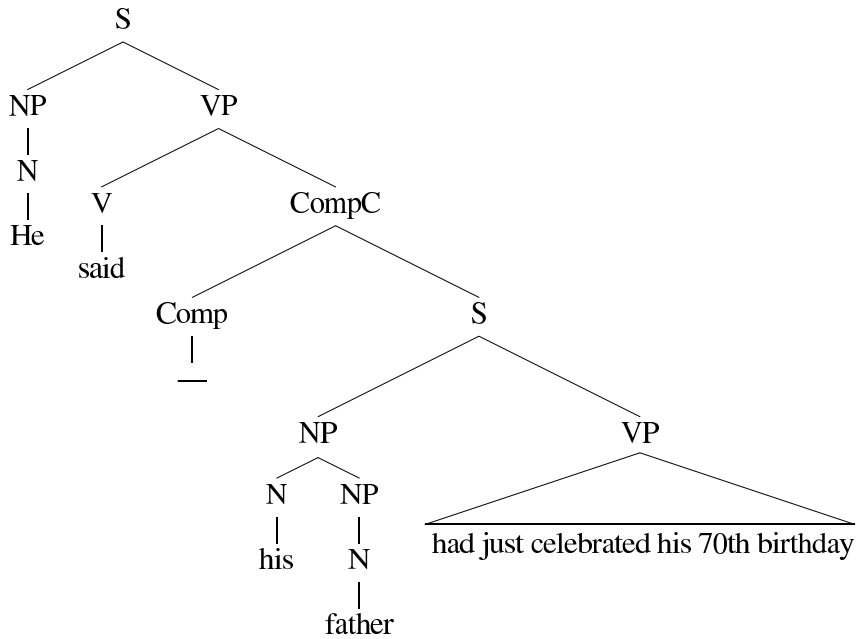 S
NP VP
N
V CompC
He
said
Comp S
—
NP VP
N NP
his N had just celebrated his 70th birthday
father